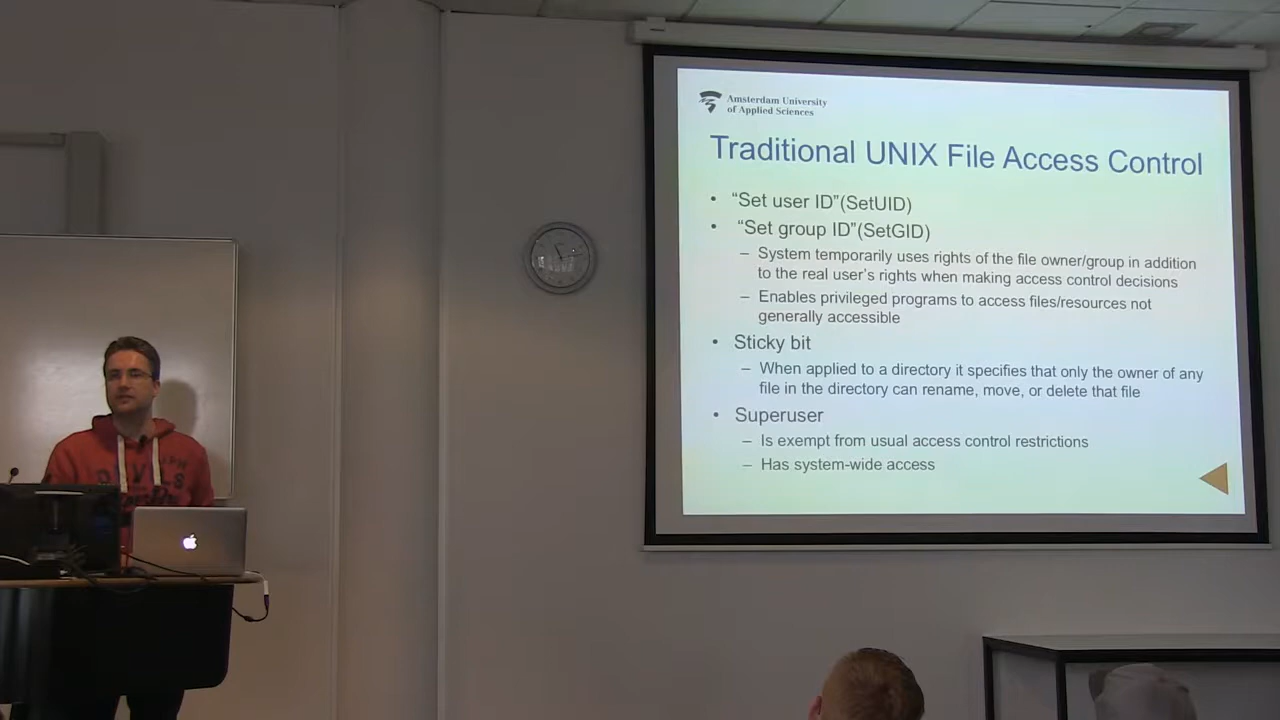 Amsterdam University
of Applied Sciences
Traditional UNIX File Access Control
• “Set user ID”(SetUID)
• “Set group ID”(SetGID)
– System temporarily uses rights of the file owner/group in addition
to the real user’s rights when making access control decisions
– Enables privileged programs to access files/resources not
generally accessible
• Sticky bit
– When applied to a directory it specifies that only the owner of any
file in the directory can rename, move, or delete that file
• Superuser
– Is exempt from usual access control restrictions
– Has system-wide access